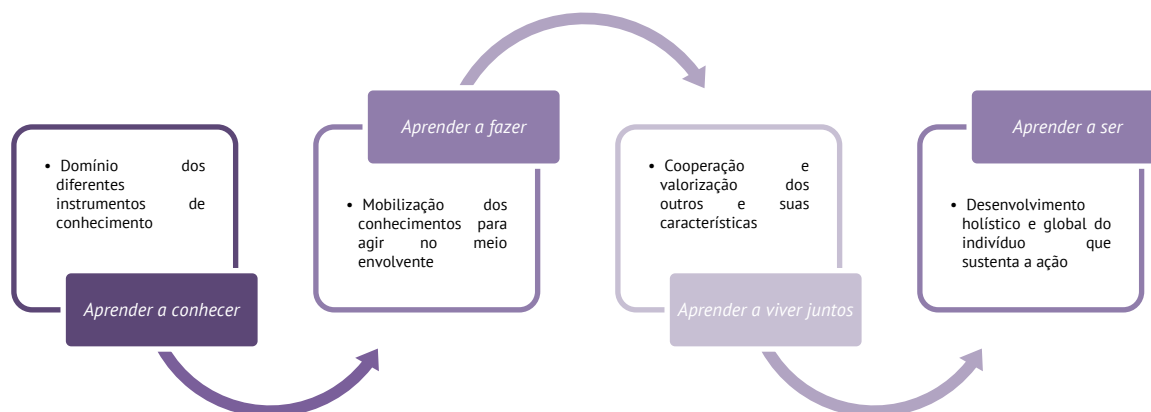 • Domínio dos
diferentes
instrumentos de
conhecimento
Aprender a conhecer
Aprender a fazer
• Mobilização dos
conhecimentos para
agir no meio
envolvente
• Cooperação e
valorização dos
outros e suas
características
Aprender a viver juntos
Aprender a ser
• Desenvolvimento
holístico e global do
indivíduo que
sustenta a ação